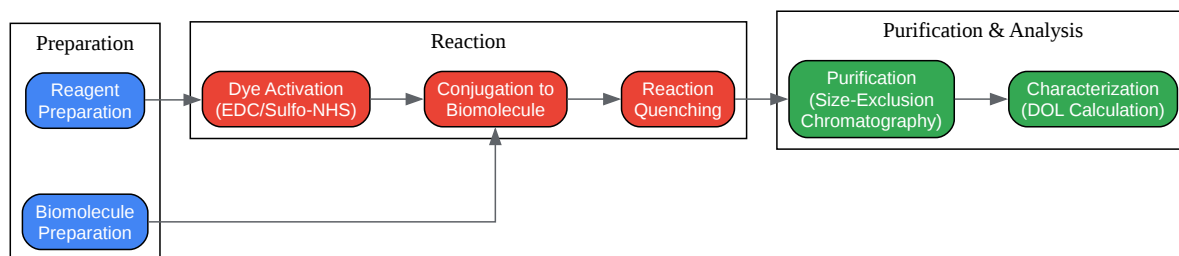 Preparation
Reagent
Preparation
Biomolecule
Preparation
Reaction
Dye Activation
(EDC/Sulfo-NHS)
Conjugation to
Biomolecule
Reaction
Quenching
Purification & Analysis
Purification
(Size-Exclusion
Chromatography)
Characterization
(DOL Calculation)